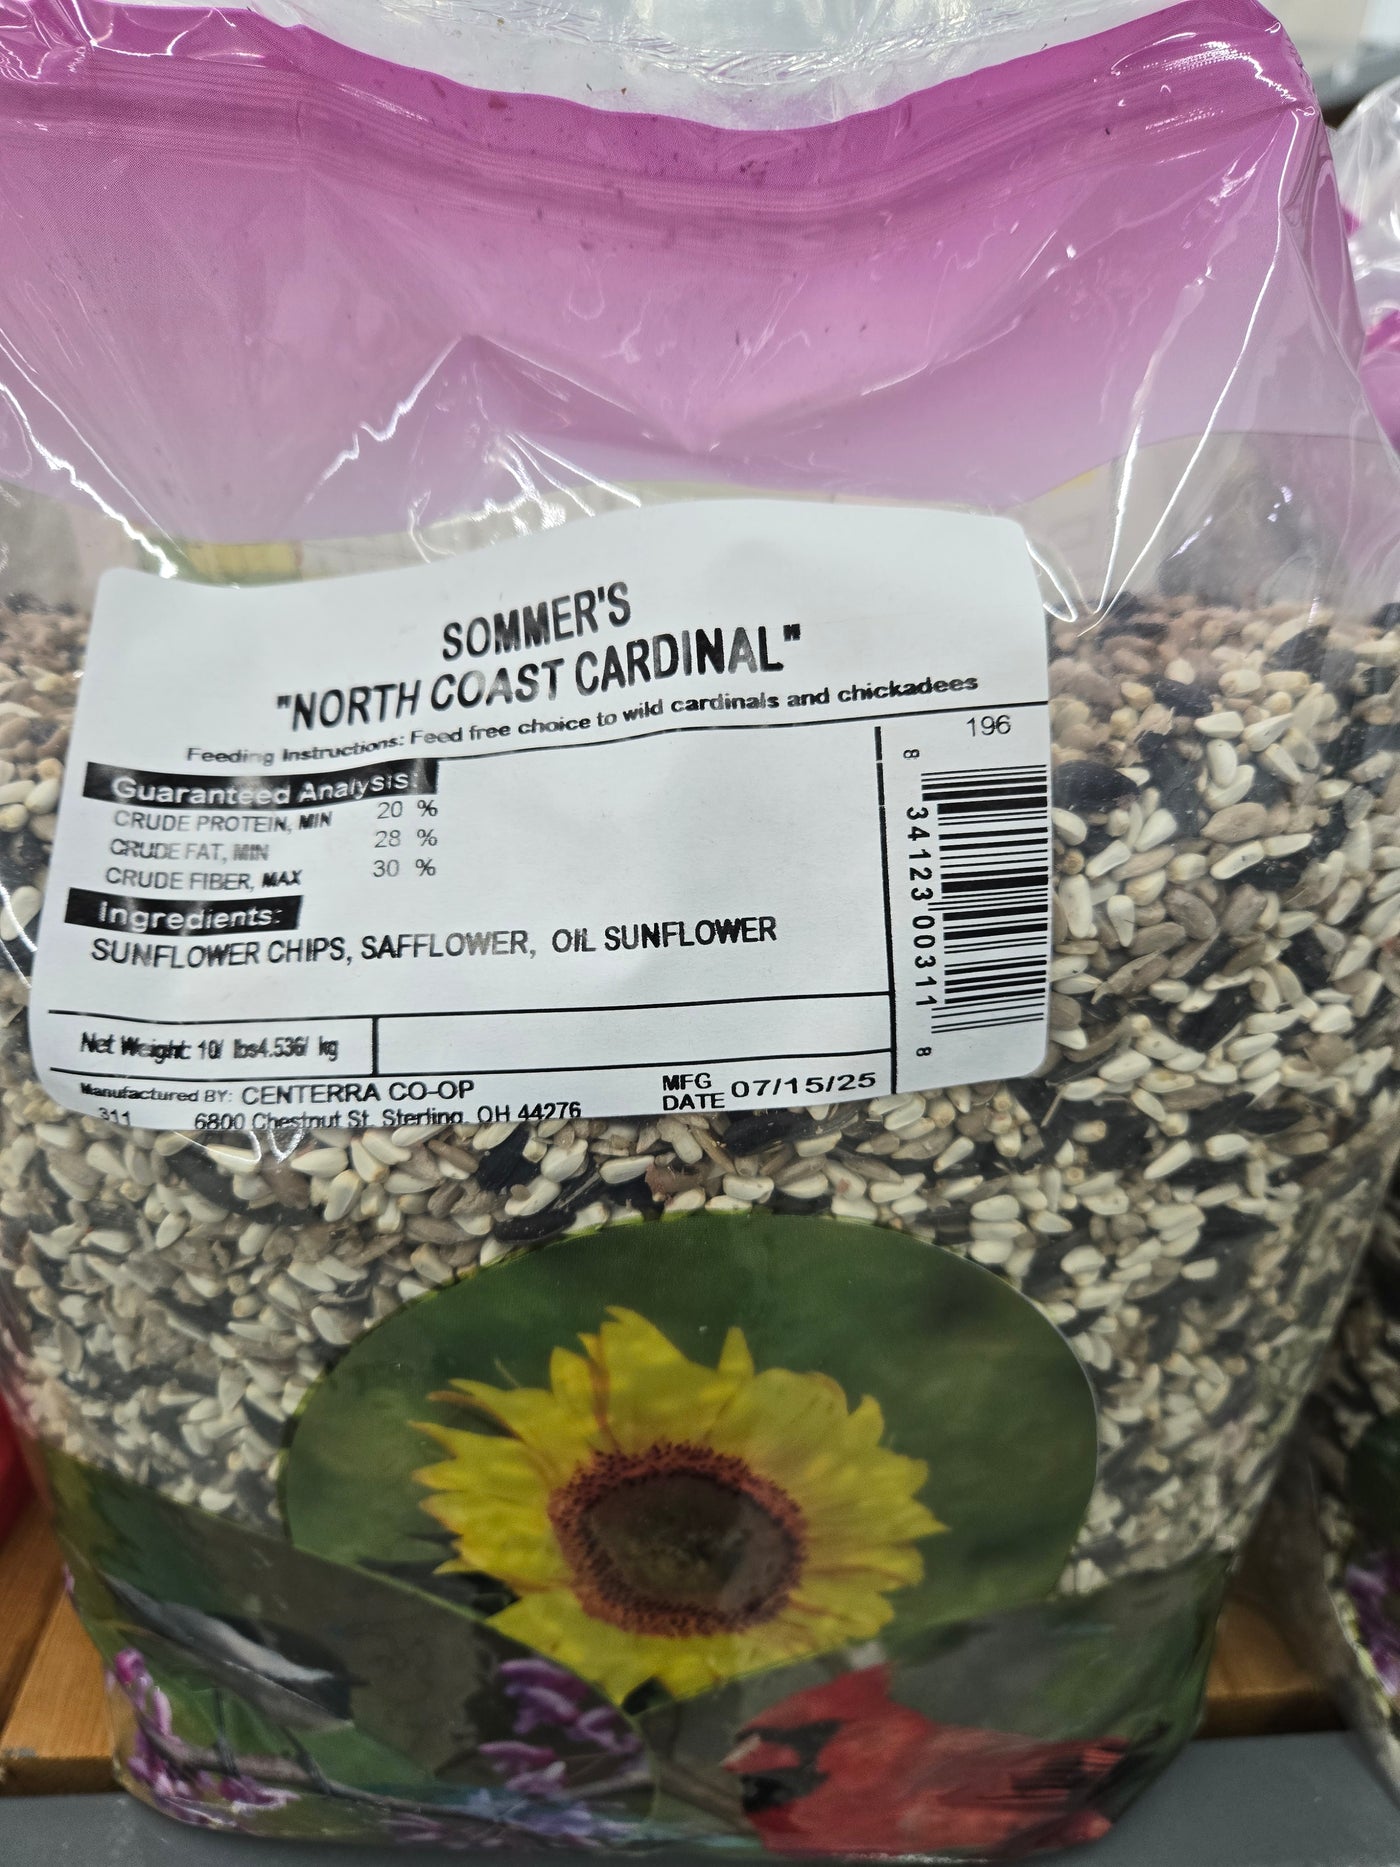 SOMMER'S
"NORTH COAST CARDINAL"
Feeding Instructions: Feed free choice to wild cardinals and chickadees
Guaranteed Analysis:
CRUDE PROTEIN, MIN 20 %
CRUDE FAT, MIN 28 %
CRUDE FIBER, MAX 30 %
Ingredients:
SUNFLOWER CHIPS, SAFFLOWER, OIL SUNFLOWER
Net Weight: 10/ lbs4.536/ kg
Manufactured BY: CENTERRA CO-OP
311 6800 Chestnut St. Sterling, OH 44276
MFG DATE 07/15/25
196
8 34123 00311 8